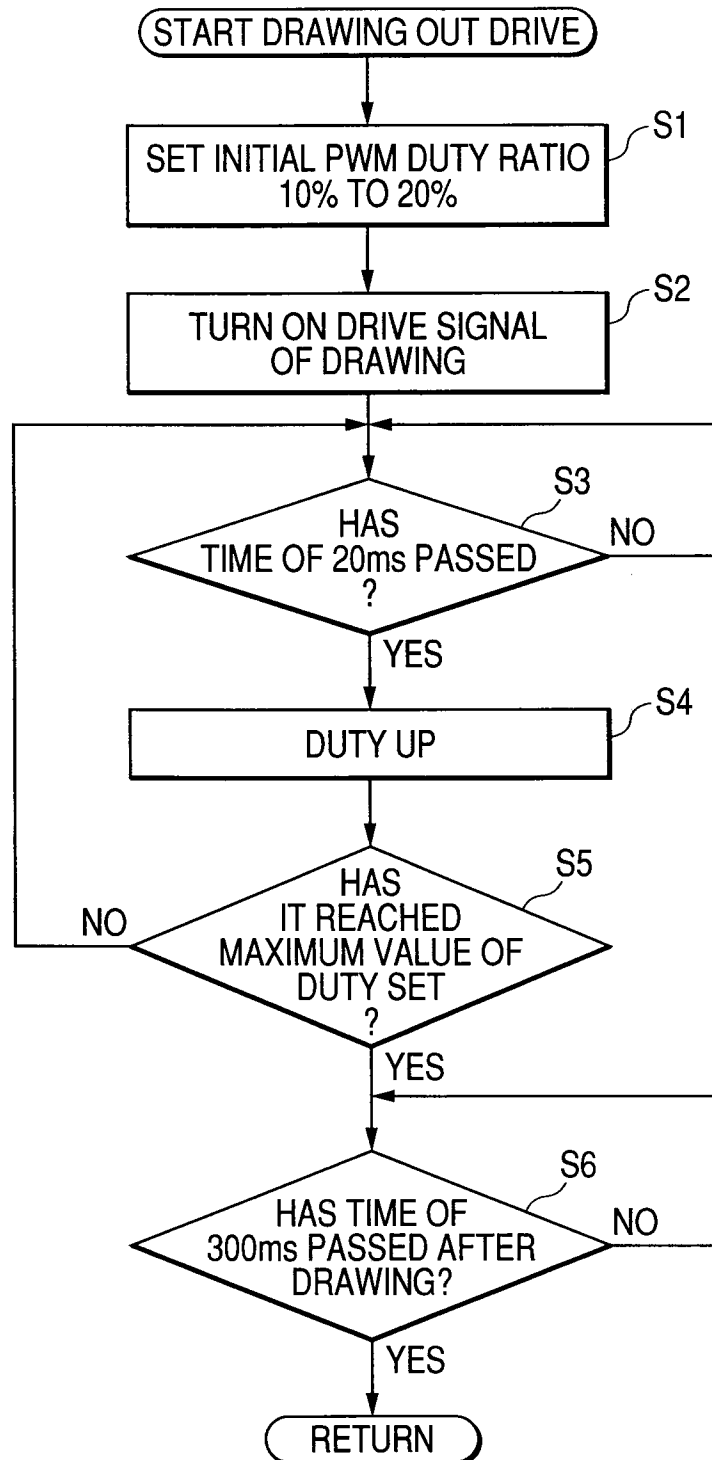 START DRAWING OUT DRIVE
S1
SET INITIAL PWM DUTY RATIO
10% TO 20%
S2
TURN ON DRIVE SIGNAL
OF DRAWING
S3
HAS
TIME OF 20ms PASSED
?
NO
YES
S4
DUTY UP
S5
HAS
IT REACHED
MAXIMUM VALUE OF
DUTY SET
?
NO
YES
S6
HAS TIME OF
300ms PASSED AFTER
DRAWING?
NO
YES
RETURN